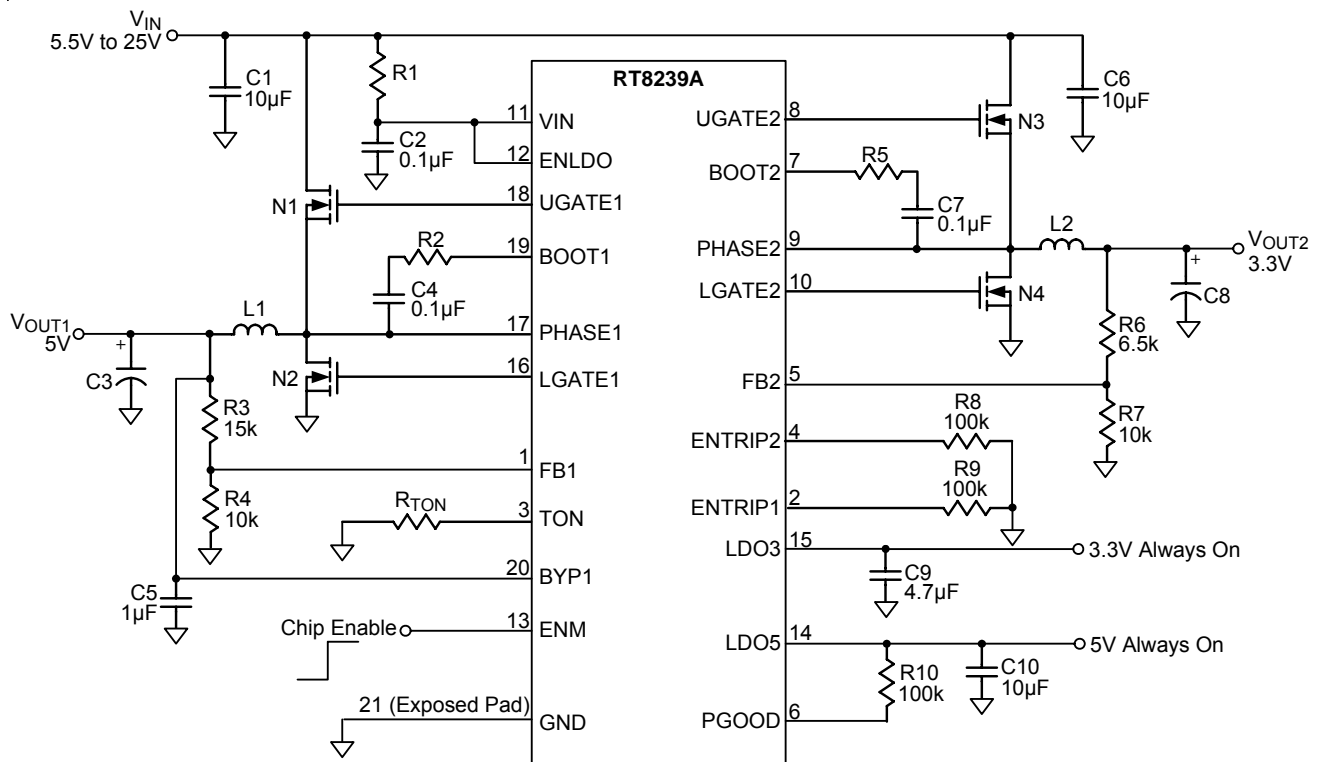 VIN
5.5V to 25V
C1
10µF
R1
RT8239A
C6
10µF
11
VIN
C2
0.1µF
12
ENLDO
UGATE2
8
N3
BOOT2
7
R5
N1
18
UGATE1
C7
0.1µF
R2
19
BOOT1
PHASE2
9
L2
VOUT2
3.3V
C4
0.1µF
LGATE2
10
N4
+
C8
VOUT1
5V
L1
17
PHASE1
R6
6.5k
+
C3
N2
16
LGATE1
FB2
5
R3
15k
R8
100k
R7
10k
ENTRIP2
4
1
FB1
R9
100k
R4
10k
RTON
3
TON
ENTRIP1
2
LDO3
15
3.3V Always On
20
BYP1
C9
4.7µF
C5
1µF
Chip Enable
13
ENM
LDO5
14
5V Always On
R10
100k
C10
10µF
21 (Exposed Pad)
GND
PGOOD
6